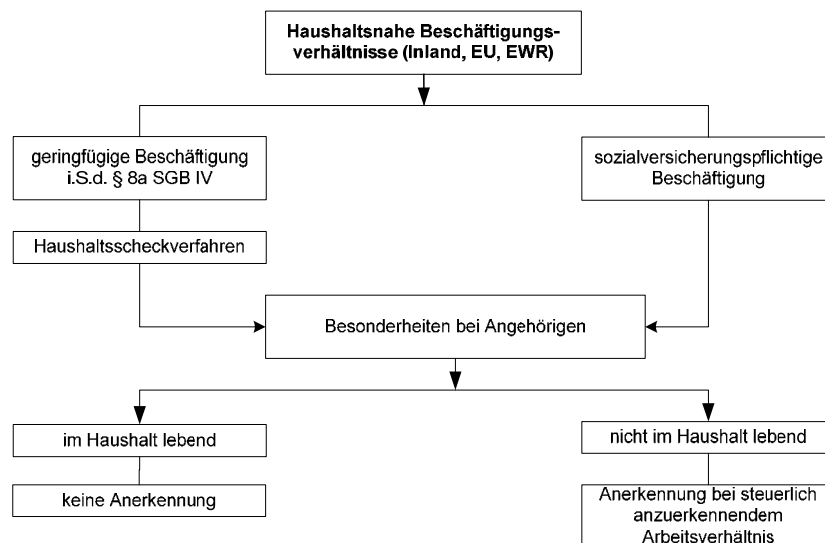 Haushaltsnahe Beschäftigungs-
verhältnisse (Inland, EU, EWR)
geringfügige Beschäftigung
i.S.d. § 8a SGB IV
sozialversicherungspflichtige
Beschäftigung
Haushaltsscheckverfahren
Besonderheiten bei Angehörigen
im Haushalt lebend
nicht im Haushalt lebend
keine Anerkennung
Anerkennung bei steuerlich
anzuerkennendem
Arbeitsverhältnis